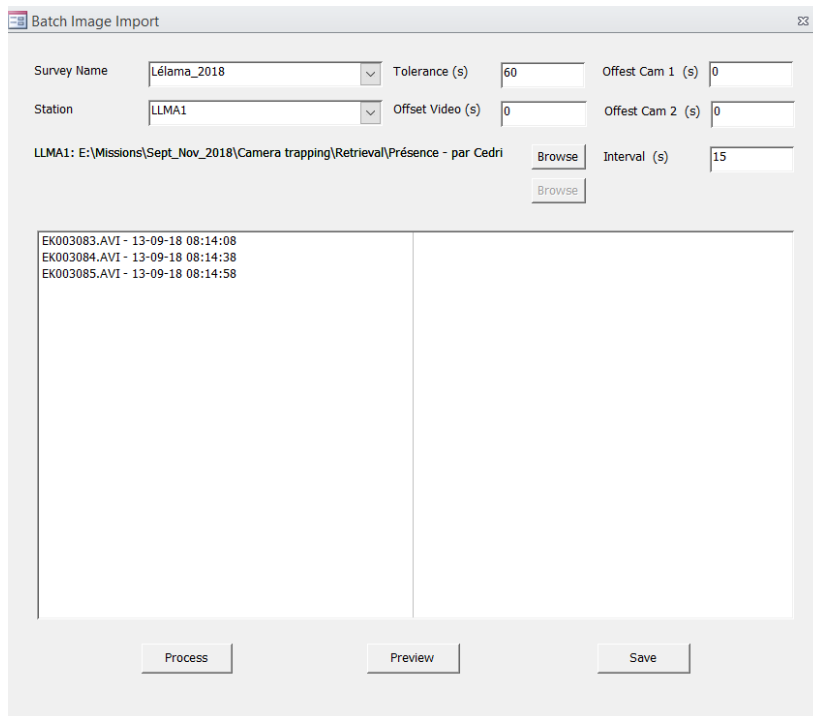 Batch Image Import
Survey Name Lélama_2018 Tolerance (s) 60 Offest Cam 1 (s) 0
Station LLMA1 Offset Video (s) 0 Offest Cam 2 (s) 0
LLMA1: E:\Missions\Sept_Nov_2018\Camera trapping\Retrieval\Présence - par Cedri Browse Interval (s) 15
Browse
EK003083.AVI - 13-09-18 08:14:08
EK003084.AVI - 13-09-18 08:14:38
EK003085.AVI - 13-09-18 08:14:58
Process Preview Save